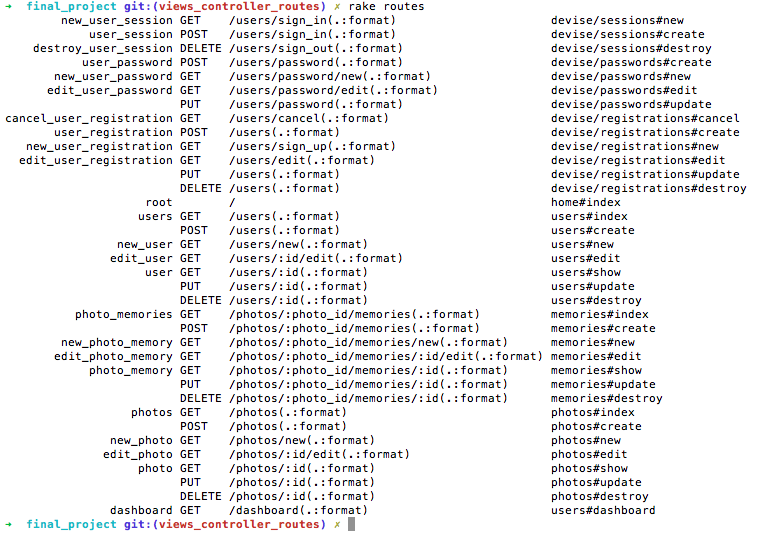 ➜  final_project git:(views_controller_routes) ✗ rake routes
        new_user_session GET    /users/sign_in(.:format)                       devise/sessions#new
            user_session POST   /users/sign_in(.:format)                       devise/sessions#create
    destroy_user_session DELETE /users/sign_out(.:format)                      devise/sessions#destroy
           user_password POST   /users/password(.:format)                      devise/passwords#create
       new_user_password GET    /users/password/new(.:format)                  devise/passwords#new
      edit_user_password GET    /users/password/edit(.:format)                 devise/passwords#edit
                         PUT    /users/password(.:format)                      devise/passwords#update
cancel_user_registration GET    /users/cancel(.:format)                        devise/registrations#cancel
       user_registration POST   /users(.:format)                               devise/registrations#create
   new_user_registration GET    /users/sign_up(.:format)                       devise/registrations#new
  edit_user_registration GET    /users/edit(.:format)                          devise/registrations#edit
                         PUT    /users(.:format)                               devise/registrations#update
                         DELETE /users(.:format)                               devise/registrations#destroy
                    root        /                                              home#index
                   users GET    /users(.:format)                               users#index
                         POST   /users(.:format)                               users#create
                new_user GET    /users/new(.:format)                           users#new
               edit_user GET    /users/:id/edit(.:format)                      users#edit
                    user GET    /users/:id(.:format)                           users#show
                         PUT    /users/:id(.:format)                           users#update
                         DELETE /users/:id(.:format)                           users#destroy
          photo_memories GET    /photos/:photo_id/memories(.:format)           memories#index
                         POST   /photos/:photo_id/memories(.:format)           memories#create
        new_photo_memory GET    /photos/:photo_id/memories/new(.:format)       memories#new
       edit_photo_memory GET    /photos/:photo_id/memories/:id/edit(.:format) memories#edit
            photo_memory GET    /photos/:photo_id/memories/:id(.:format)       memories#show
                         PUT    /photos/:photo_id/memories/:id(.:format)       memories#update
                         DELETE /photos/:photo_id/memories/:id(.:format)       memories#destroy
                  photos GET    /photos(.:format)                              photos#index
                         POST   /photos(.:format)                              photos#create
               new_photo GET    /photos/new(.:format)                          photos#new
              edit_photo GET    /photos/:id/edit(.:format)                     photos#edit
                   photo GET    /photos/:id(.:format)                          photos#show
                         PUT    /photos/:id(.:format)                          photos#update
                         DELETE /photos/:id(.:format)                          photos#destroy
               dashboard GET    /dashboard(.:format)                           users#dashboard
➜  final_project git:(views_controller_routes) ✗